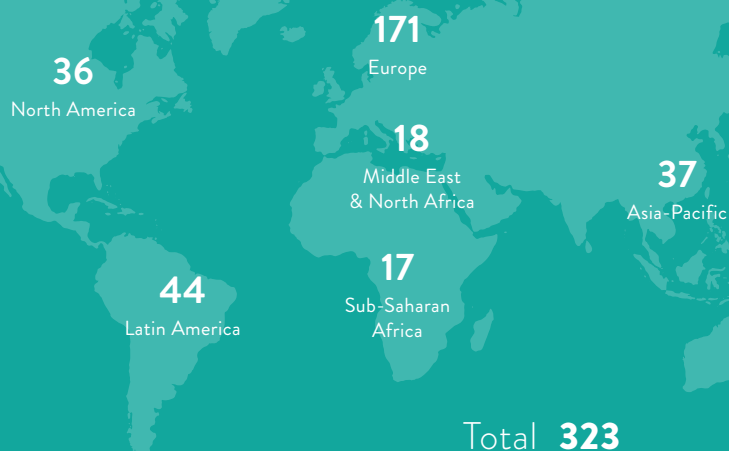 171
Europe
36
North America
18
Middle East
& North Africa
37
Asia-Pacific
17
Sub-Saharan
Africa
44
Latin America
Total 323